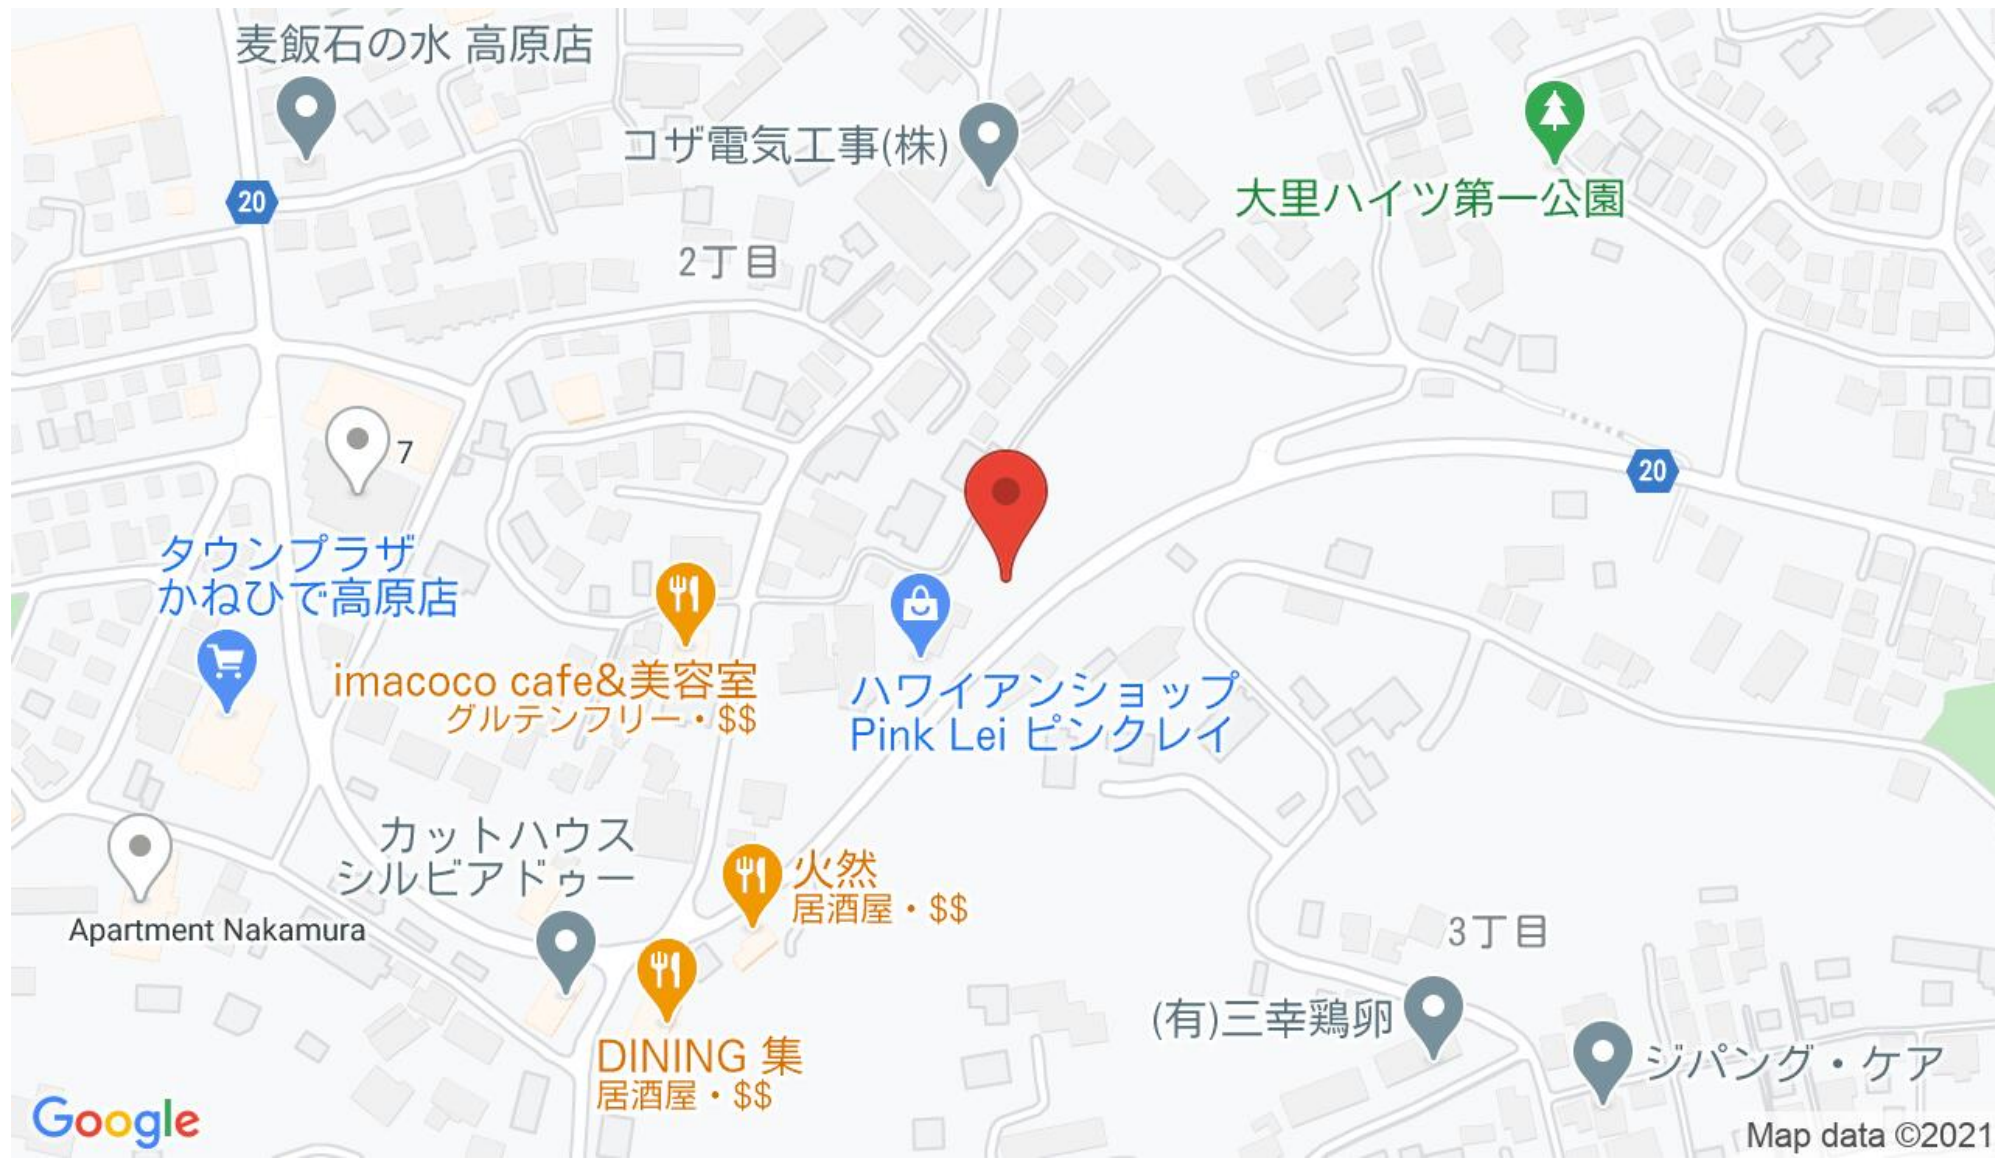 麦飯石の水 高原店
コザ電気工事(株)
20
大里ハイツ第一公園
2丁目
7
20
タウンプラザ
かねひで高原店
imacoco cafe&美容室
グルテンフリー・$$
ハワイアンショップ
Pink Lei ピンクレイ
カットハウス
シルビアドゥー
火然
居酒屋・$$
Apartment Nakamura
3丁目
(有)三幸鶏卵
DINING 集
居酒屋・$$
ジパング・ケア
Google
Map data ©2021